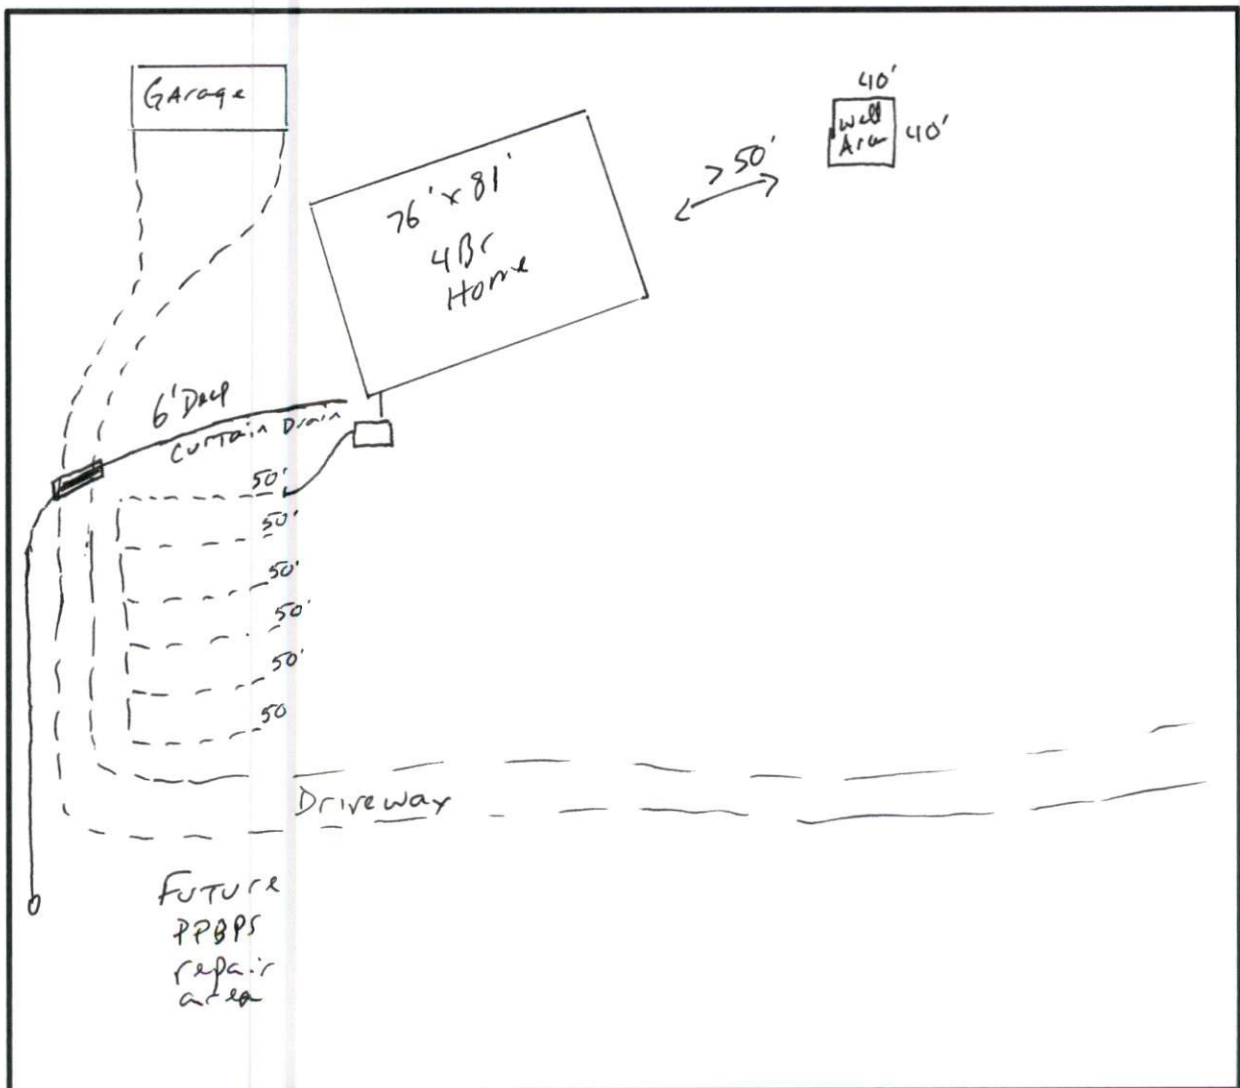 GArage
40'
Well
Area
40'
> 50'
76' x 81'
4Br
Home
6' Deep
Curtain Drain
50'
50'
50'
50'
50'
50
Driveway
Future
PPBPS
repair
area